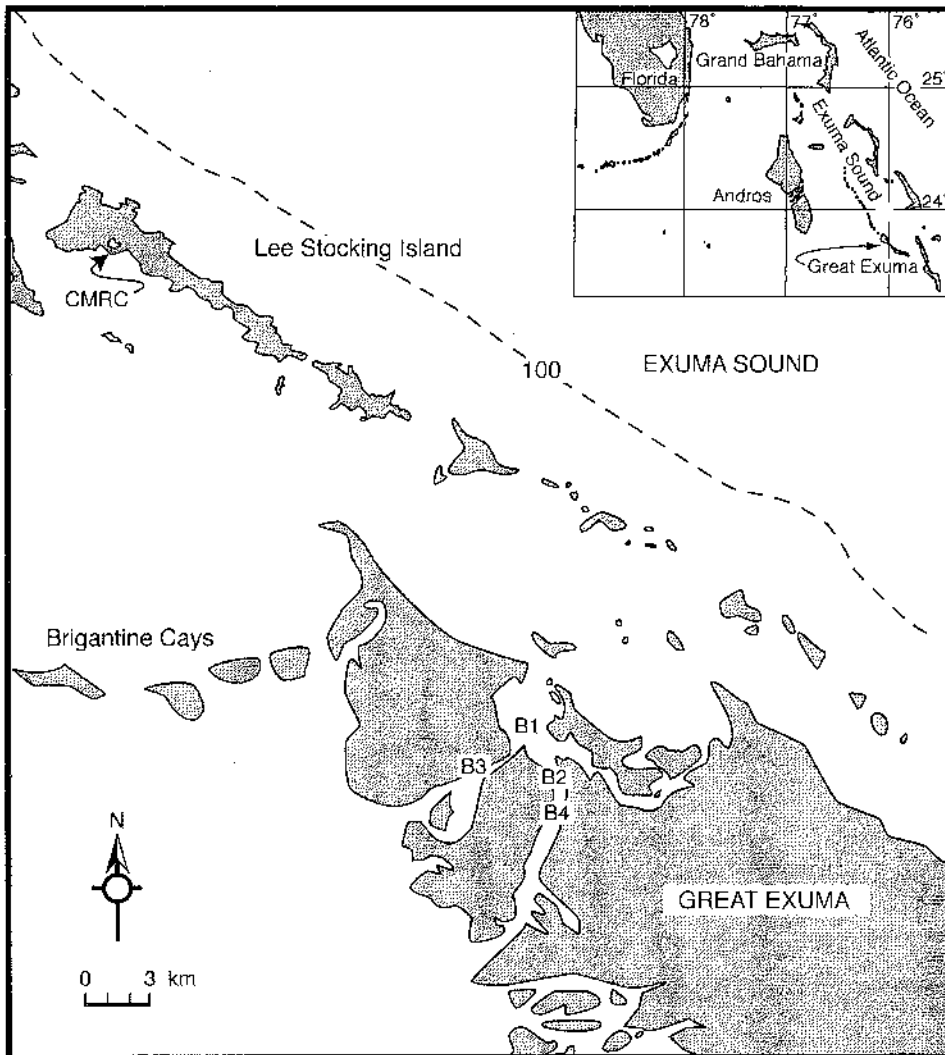 78°
77°
76°
Florida
Grand Bahama
Atlantic Ocean
25°
Exuma Sound
Andros
24°
Great Exuma
Lee Stocking Island
CMRC
100
EXUMA SOUND
Brigantine Cays
B1
B3
B2
B4
N
GREAT EXUMA
0 3 km